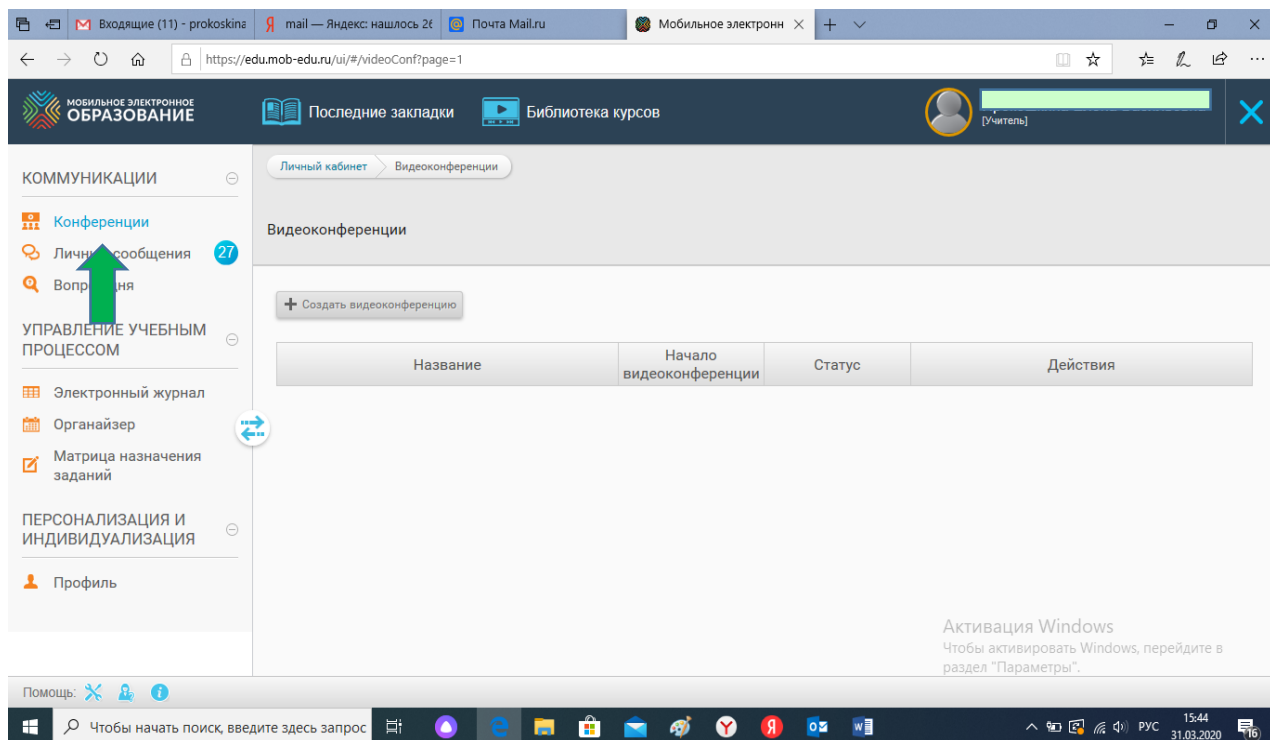 Входящие (11) - prokoskina
mail — Яндекс: нашлось 2
Почта Mail.ru
Мобильное электронн
https://edu.mob-edu.ru/ui/#/videoConf?page=1
МОБИЛЬНОЕ ЭЛЕКТРОННОЕ
ОБРАЗОВАНИЕ
Последние закладки
Библиотека курсов
[Учитель]
КОММУНИКАЦИИ
Личный кабинет
Видеоконференции
Конференции
Видеоконференции
сообщения
27
+ Создать видеоконференцию
УПРАВЛЕНИЕ УЧЕБНЫМ
ПРОЦЕССОМ
Название
Начало
видеоконференции
Статус
Действия
Электронный журнал
Органайзер
Матрица назначения
заданий
ПЕРСОНАЛИЗАЦИЯ И
ИНДИВИДУАЛИЗАЦИЯ
Профиль
Активация Windows
Чтобы активировать Windows, перейдите в
раздел "Параметры".
Помощь:
Чтобы начать поиск, введите здесь запрос
РУС
15:44
31.03.2020
16